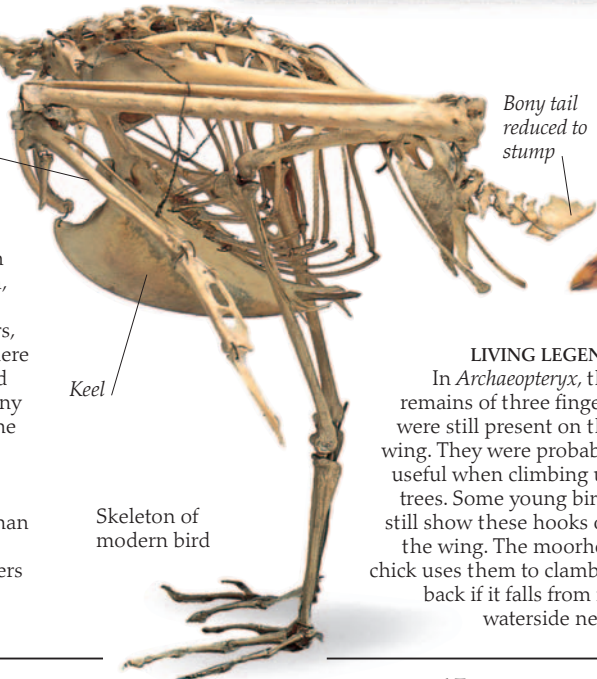 Bony tail
reduced to
stump
Keel
Skeleton of
modern bird
LIVING LEGEN
In Archaeopteryx, th
remains of three finge
were still present on th
wing. They were probab
useful when climbing u
trees. Some young bir
still show these hooks o
the wing. The moorhe
chick uses them to clamb
back if it falls from
waterside ne